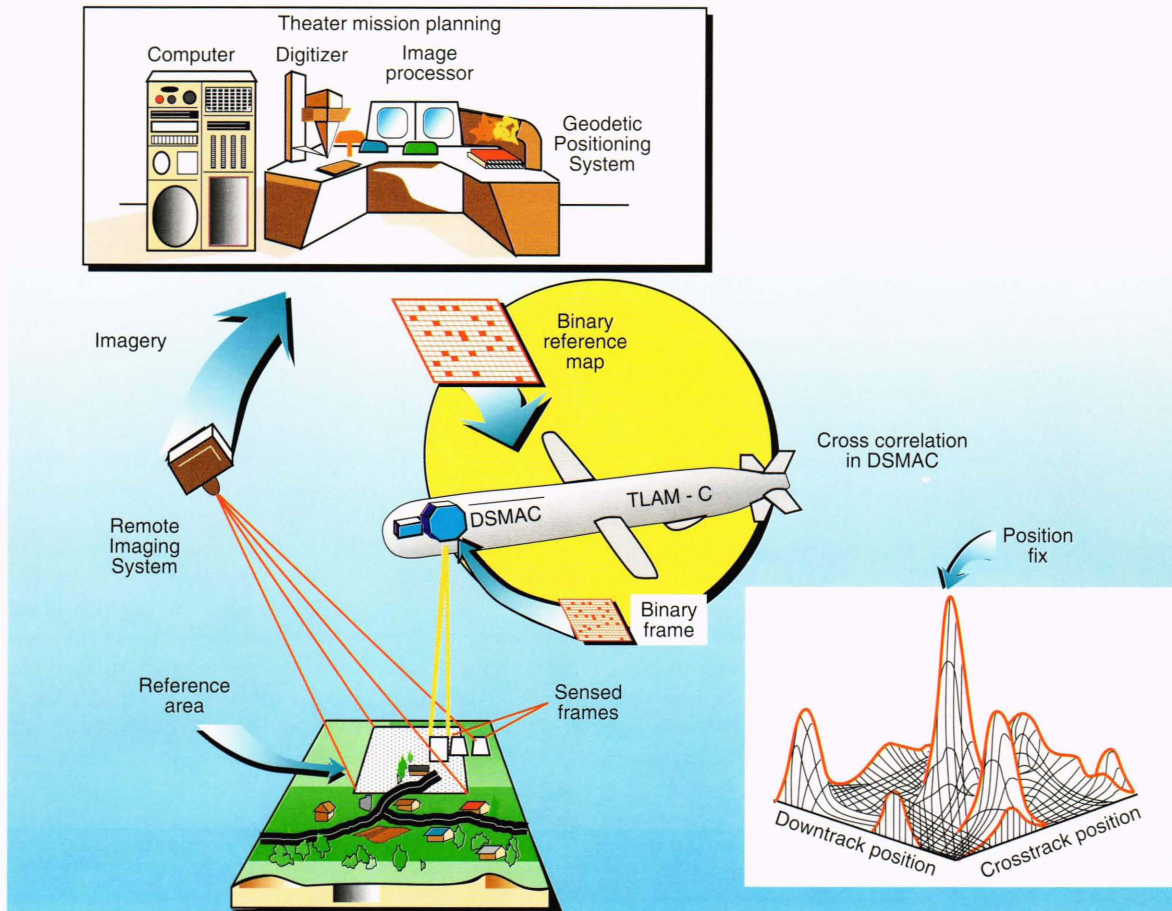 Theater mission planning
Computer
Digitizer
Image
processor
Geodetic
Positioning
System
Imagery
Binary
reference
map
Cross correlation
in DSMAC
DSMAC
TLAM - C
Remote
Imaging
System
Position
fix
Binary
frame
Reference
area
Sensed
frames
Downtrack position
Crosstrack position